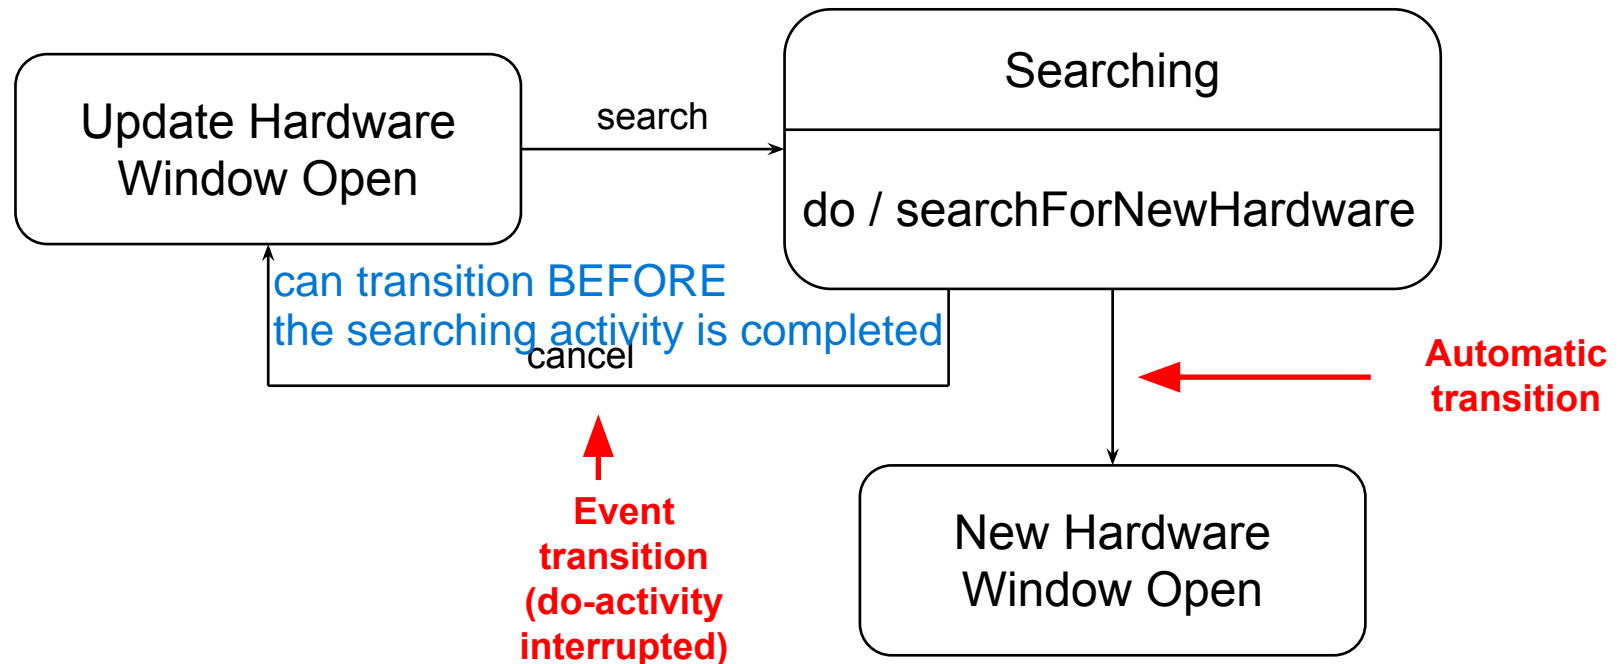 Update Hardware
Window Open
search
Searching
do / searchForNewHardware
can transition BEFORE
the searching activity is completed
cancel
Automatic
transition
Event
transition
(do-activity
interrupted)
New Hardware
Window Open